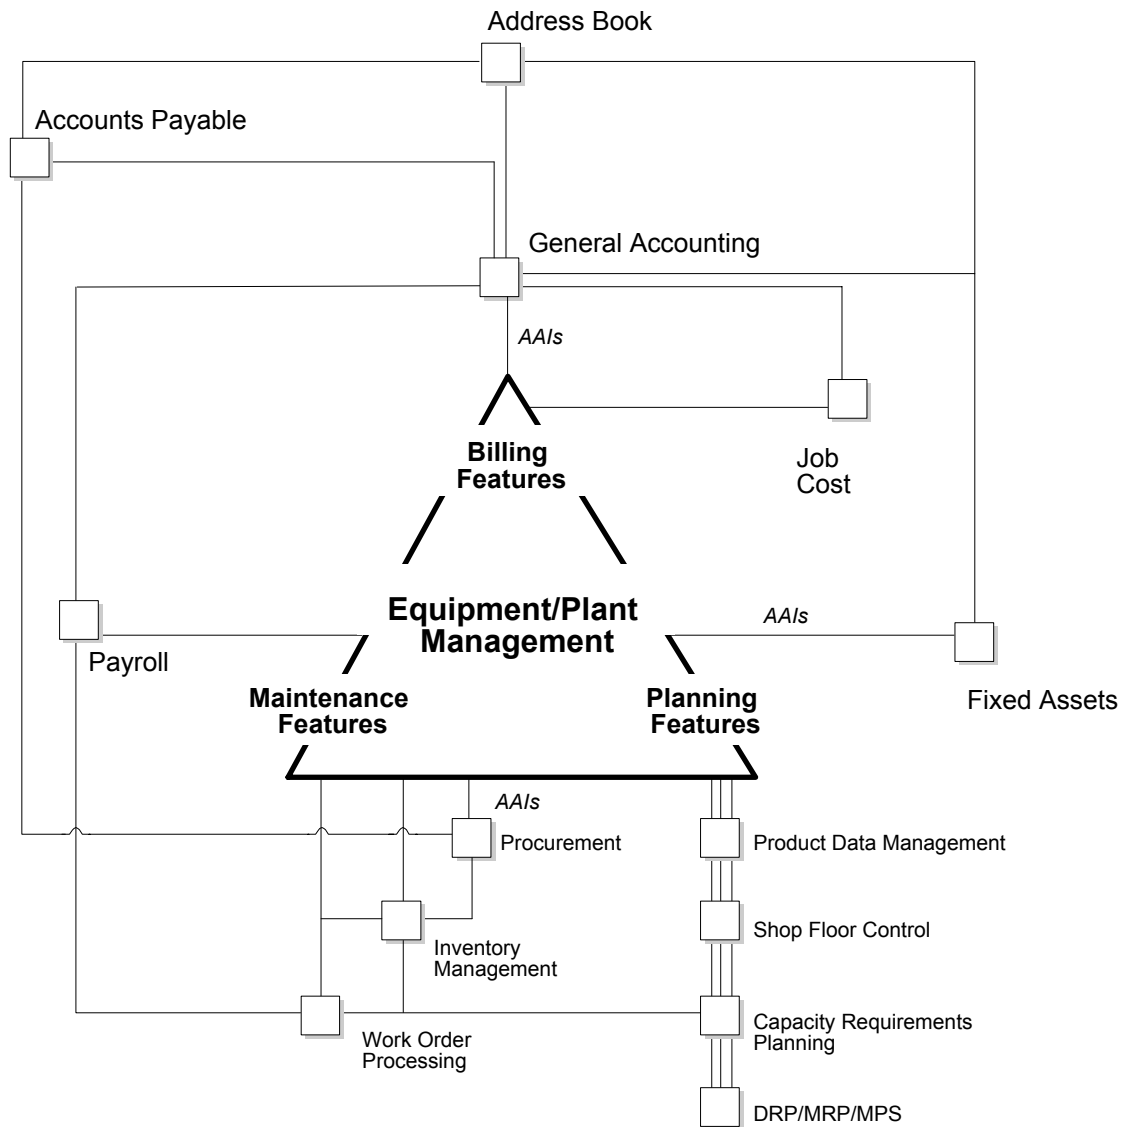 Address Book
Accounts Payable
General Accounting
AAIs
Billing
Features
Job
Cost
Equipment/Plant
Management
AAIs
Payroll
Maintenance
Features
Planning
Features
Fixed Assets
AAIs
Procurement
Product Data Management
Inventory
Management
Shop Floor Control
Work Order
Processing
Capacity Requirements
Planning
DRP/MRP/MPS